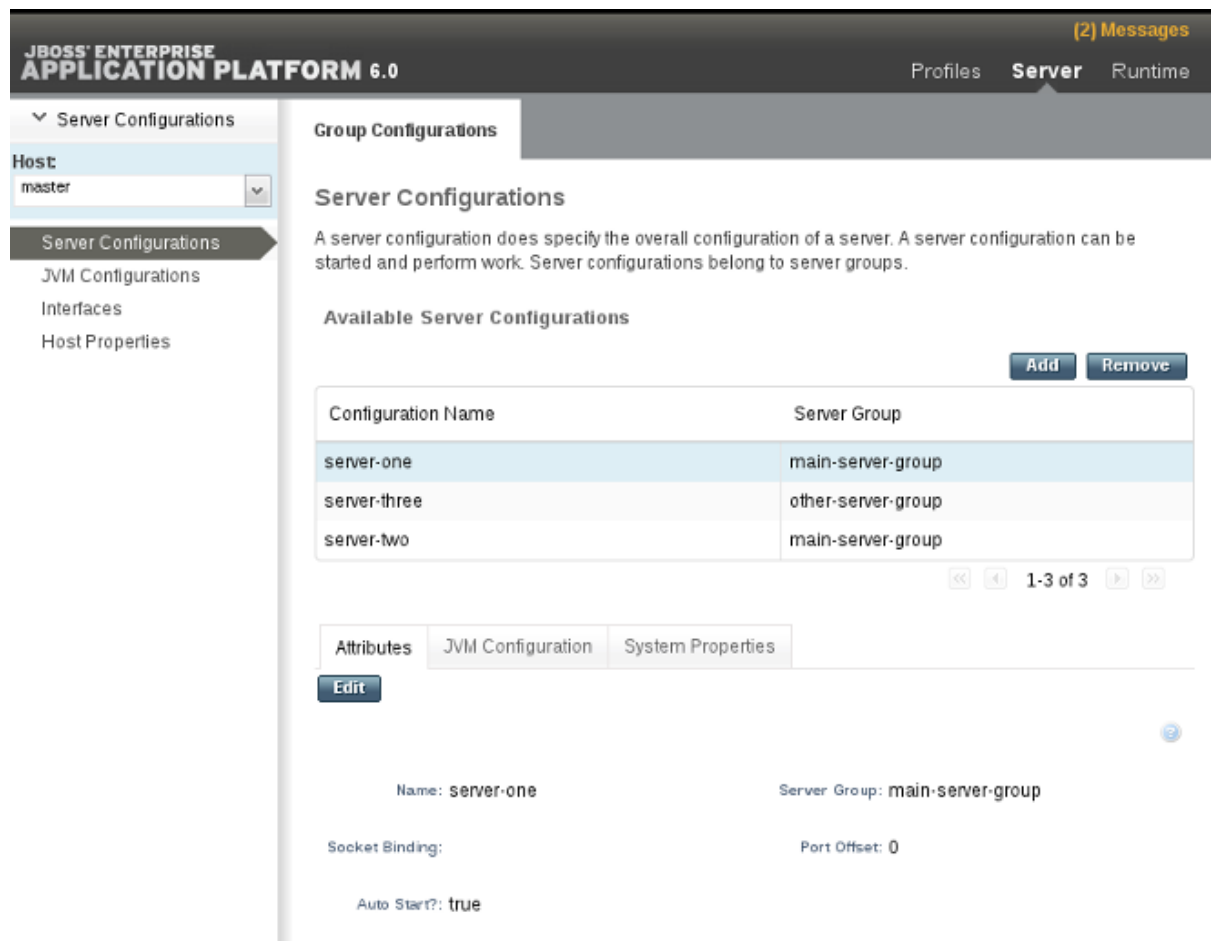 (2) Messages
JBOSS' ENTERPRISE
APPLICATION PLATFORM 6.0
Profiles Server Runtime
Server Configurations
Host:
master
Server Configurations
JVM Configurations
Interfaces
Host Properties
Group Configurations
Server Configurations
A server configuration does specify the overall configuration of a server. A server configuration can be
started and perform work. Server configurations belong to server groups.
Available Server Configurations
Add Remove
Configuration Name Server Group
server-one main-server-group
server-three other-server-group
server-two main-server-group
1-3 of 3
Attributes JVM Configuration System Properties
Edit
Name: server-one Server Group: main-server-group
Socket Binding: Port Offset: 0
Auto Start?: true